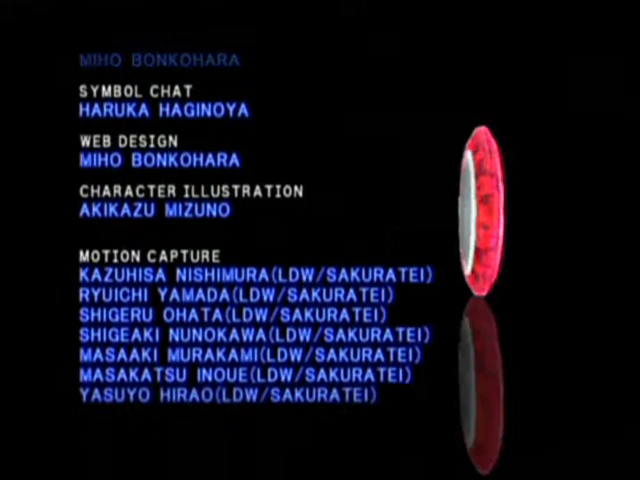 MIHO BONKOHARA
SYMBOL CHAT
HARUKA HAGINOYA
WEB DESIGN
MIHO BONKOHARA
CHARACTER ILLUSTRATION
AKIKAZU MIZUNO
MOTION CAPTURE
KAZUHISA NISHIMURA(LDW/SAKURATEI)
RYUICHI YAMADA(LDW/SAKURATEI)
SHIGERU OHATA(LDW/SAKURATEI)
SHIGEAKI NUNOKAWA(LDW/SAKURATEI)
MASAAKI MURAKAMI(LDW/SAKURATEI)
MASAKATSU INOUE(LDW/SAKURATEI)
YASUYO HIRAO(LDW/SAKURATEI)